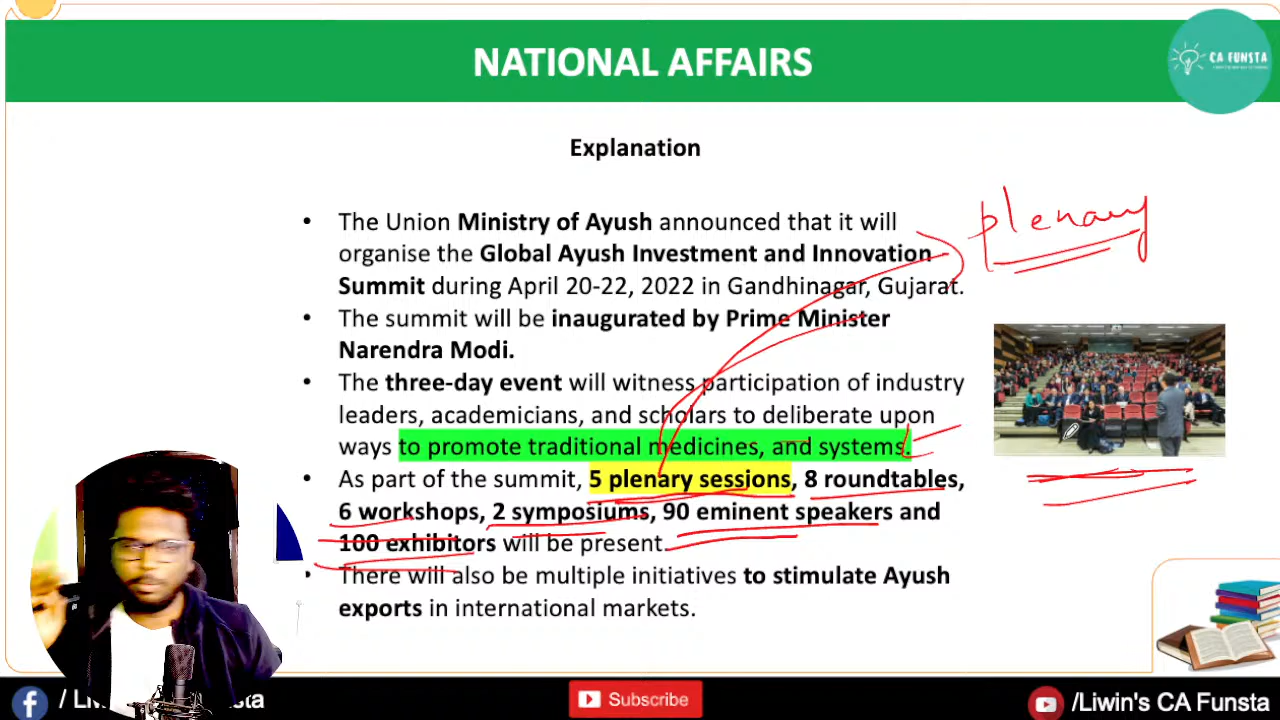 NATIONAL AFFAIRS
CA FUNSTA
Explanation
• The Union Ministry of Ayush announced that it will
organise the Global Ayush Investment and Innovation
Summit during April 20-22, 2022 in Gandhinagar, Gujarat.
• The summit will be inaugurated by Prime Minister
Narendra Modi.
• The three-day event will witness participation of industry
leaders, academicians, and scholars to deliberate upon
ways to promote traditional medicines, and systems.
• As part of the summit, 5 plenary sessions, 8 roundtables,
6 workshops, 2 symposiums, 90 eminent speakers and
100 exhibitors will be present.
• There will also be multiple initiatives to stimulate Ayush
exports in international markets.
plenary
/ Li
sta
Subscribe
/Liwin's CA Funsta